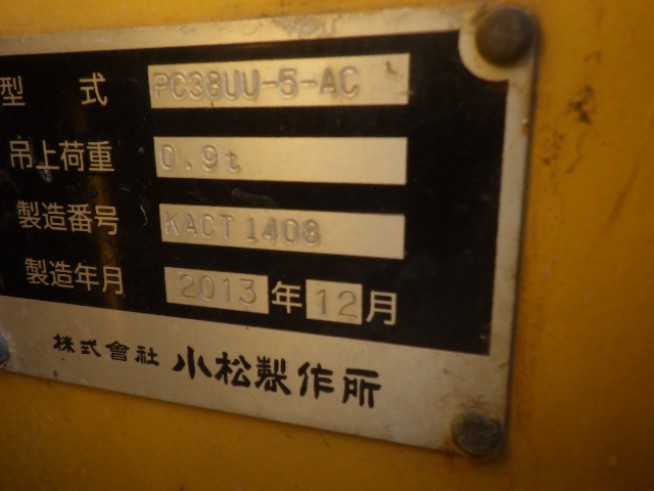 型式 PC38UU-5-AC
吊上荷重 0.9t
製造番号 KACT1408
製造年月 2013年12月
株式會社 小松製作所